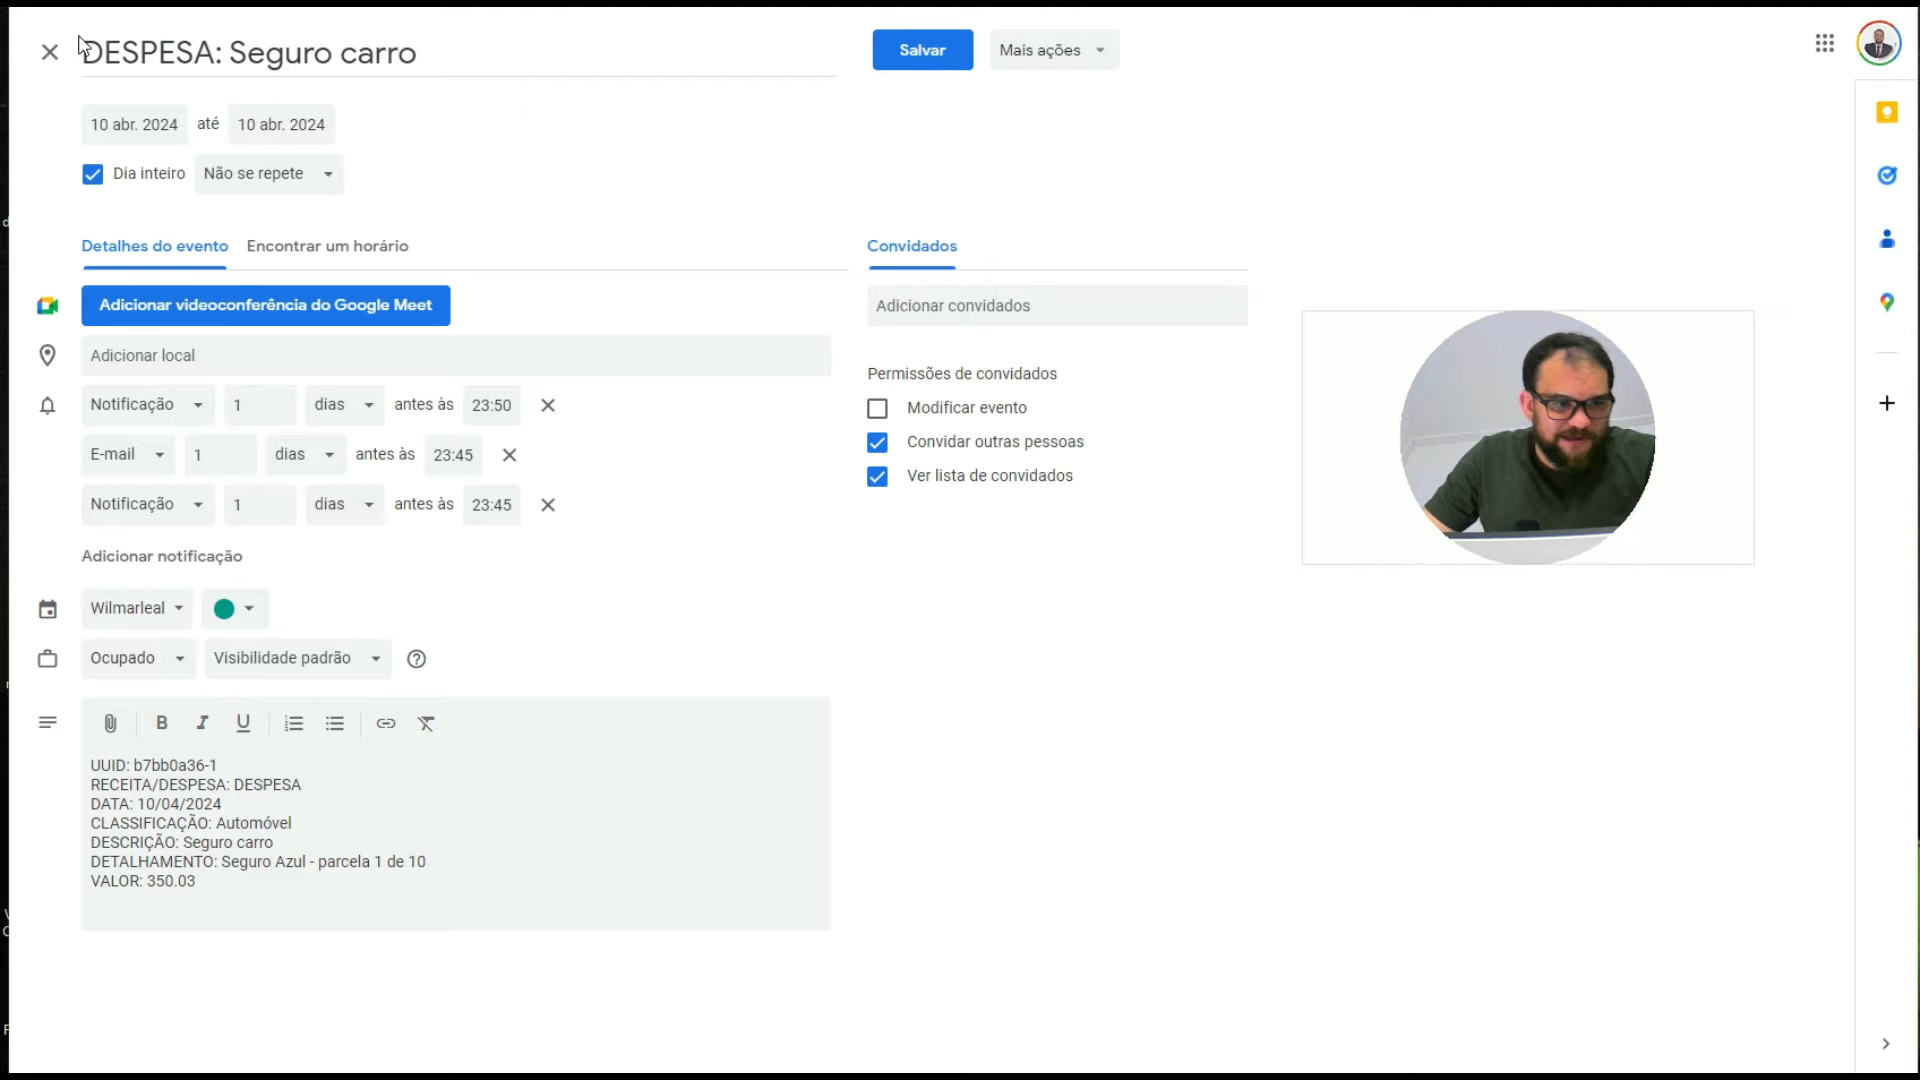 DESPESA: Seguro carro
Salvar
Mais ações
10 abr. 2024 até 10 abr. 2024
Dia inteiro
Não se repete
Detalhes do evento
Encontrar um horário
Convidados
Adicionar videoconferência do Google Meet
Adicionar convidados
Adicionar local
Permissões de convidados
Notificação 1 dias antes às 23:50
Modificar evento
E-mail 1 dias antes às 23:45
Convidar outras pessoas
Ver lista de convidados
Notificação 1 dias antes às 23:45
Adicionar notificação
Wilmarleal
Ocupado
Visibilidade padrão
B I U
UUID: b7bb0a36-1
RECEITA/DESPESA: DESPESA
DATA: 10/04/2024
CLASSIFICAÇÃO: Automóvel
DESCRIÇÃO: Seguro carro
DETALHAMENTO: Seguro Azul - parcela 1 de 10
VALOR: 350.03